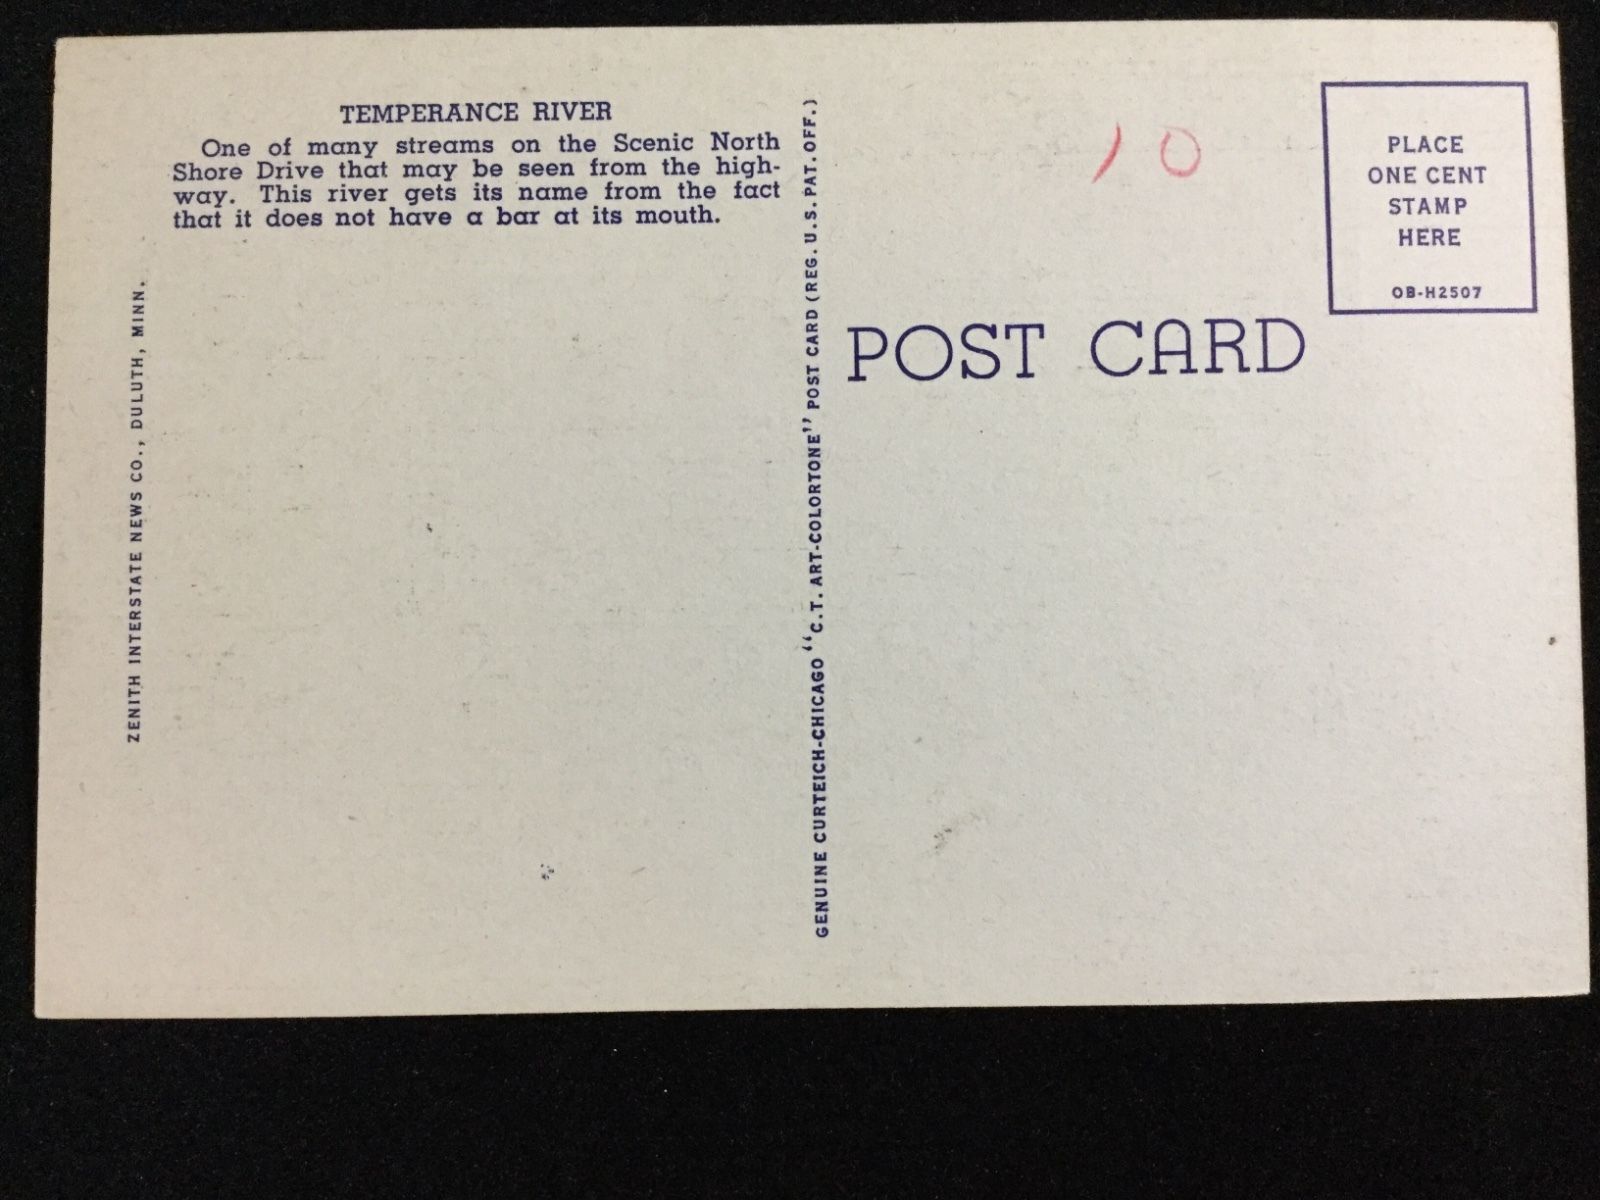 TEMPERANCE RIVER
One of many streams on the Scenic North
Shore Drive that may be seen from the high-
way. This river gets its name from the fact
that it does not have a bar at its mouth.
ZENITH INTERSTATE NEWS CO., DULUTH, MINN.
GENUINE CURTEICH-CHICAGO "C.T. ART-COLORTONE" POST CARD (REG. U.S. PAT. OFF.)
10
PLACE
ONE CENT
STAMP
HERE
OB-H2507
POST CARD